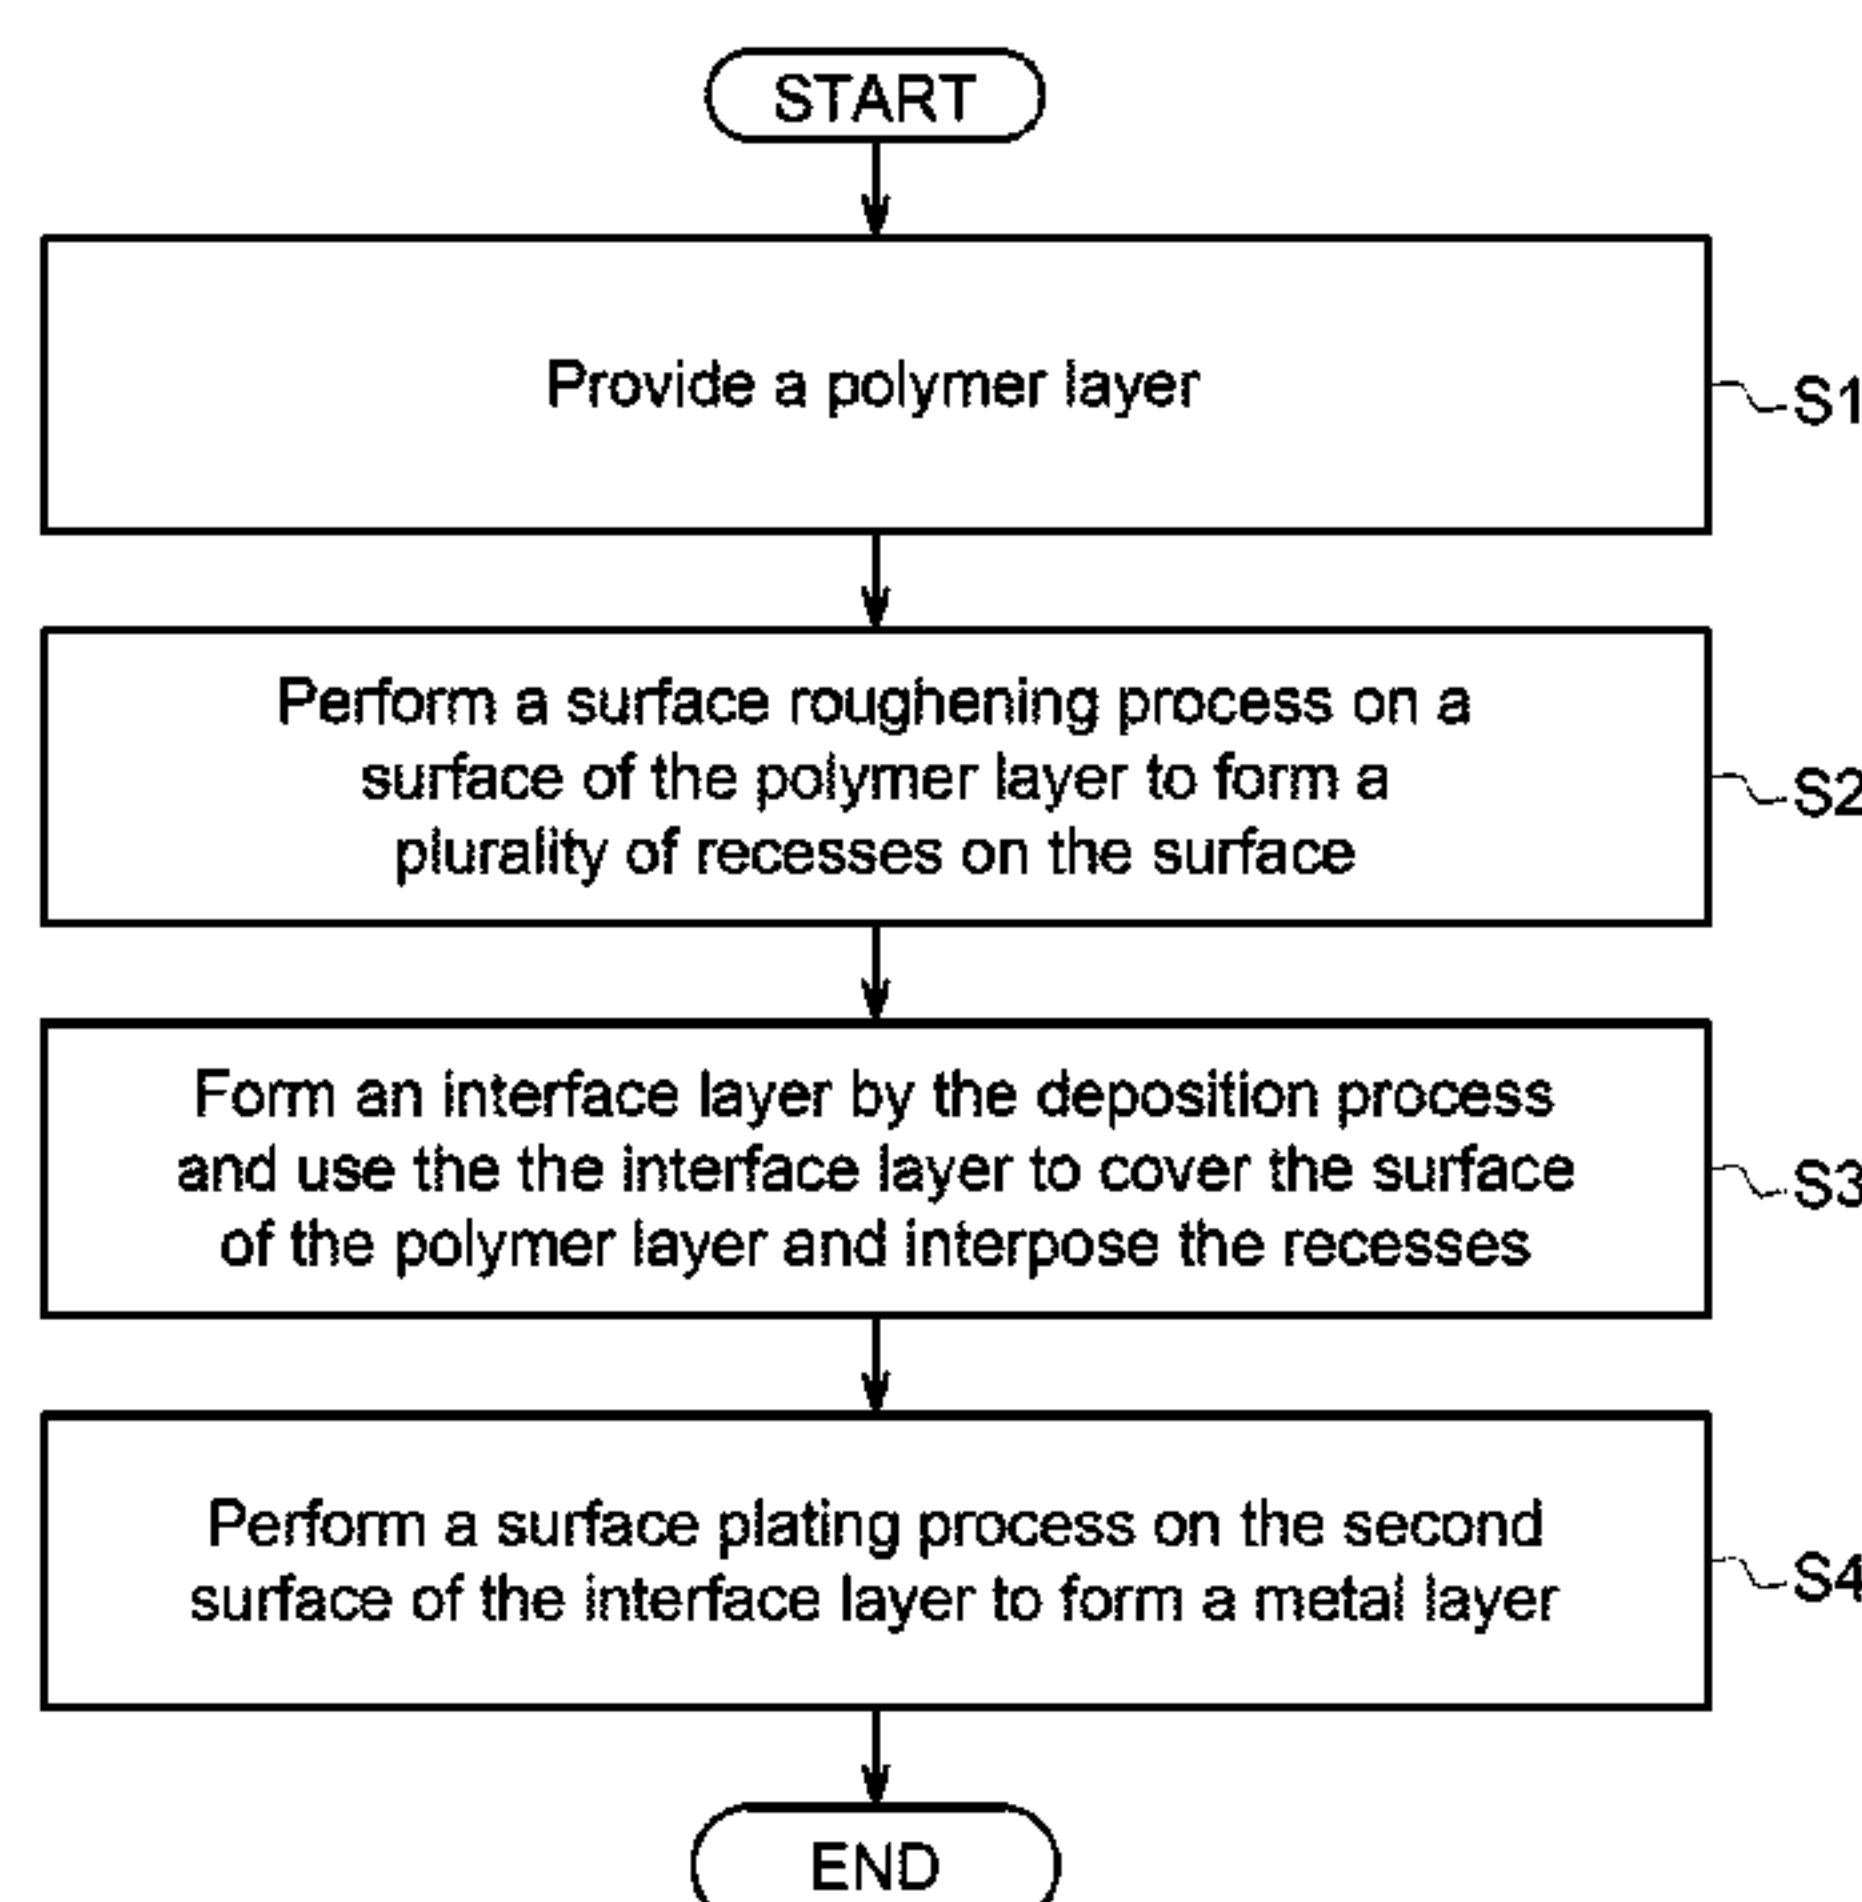 START
Provide a polymer layer
S1
Perform a surface roughening process on a
surface of the polymer layer to form a
plurality of recesses on the surface
S2
Form an interface layer by the deposition process
and use the the interface layer to cover the surface
of the polymer layer and interpose the recesses
S3
Perform a surface plating process on the second
surface of the interface layer to form a metal layer
S4
END